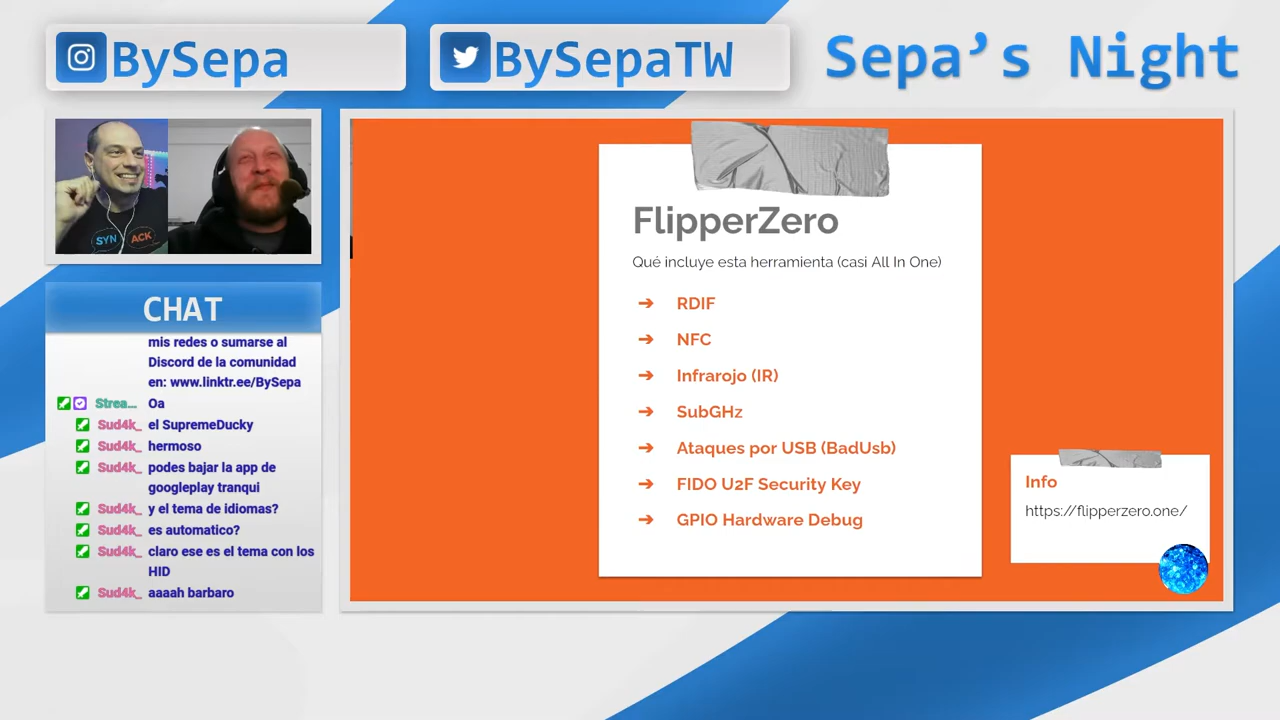 BySepa
BySepaTW
Sepa’s Night
SYN
ACK
CHAT
mis redes o sumarse al
Discord de la comunidad
en: www.linktr.ee/BySepa
Strea... Oa
Sud4k_ el SupremeDucky
Sud4k_ hermoso
Sud4k_ podes bajar la app de
googleplay tranqui
Sud4k_ y el tema de idiomas?
Sud4k_ es automatico?
Sud4k_ claro ese es el tema con los
HID
Sud4k_ aaaah barbaro
FlipperZero
Qué incluye esta herramienta (casi All In One)
➔ RDIF
➔ NFC
➔ Infrarojo (IR)
➔ SubGHz
➔ Ataques por USB (BadUsb)
➔ FIDO U2F Security Key
➔ GPIO Hardware Debug
Info
https://flipperzero.one/